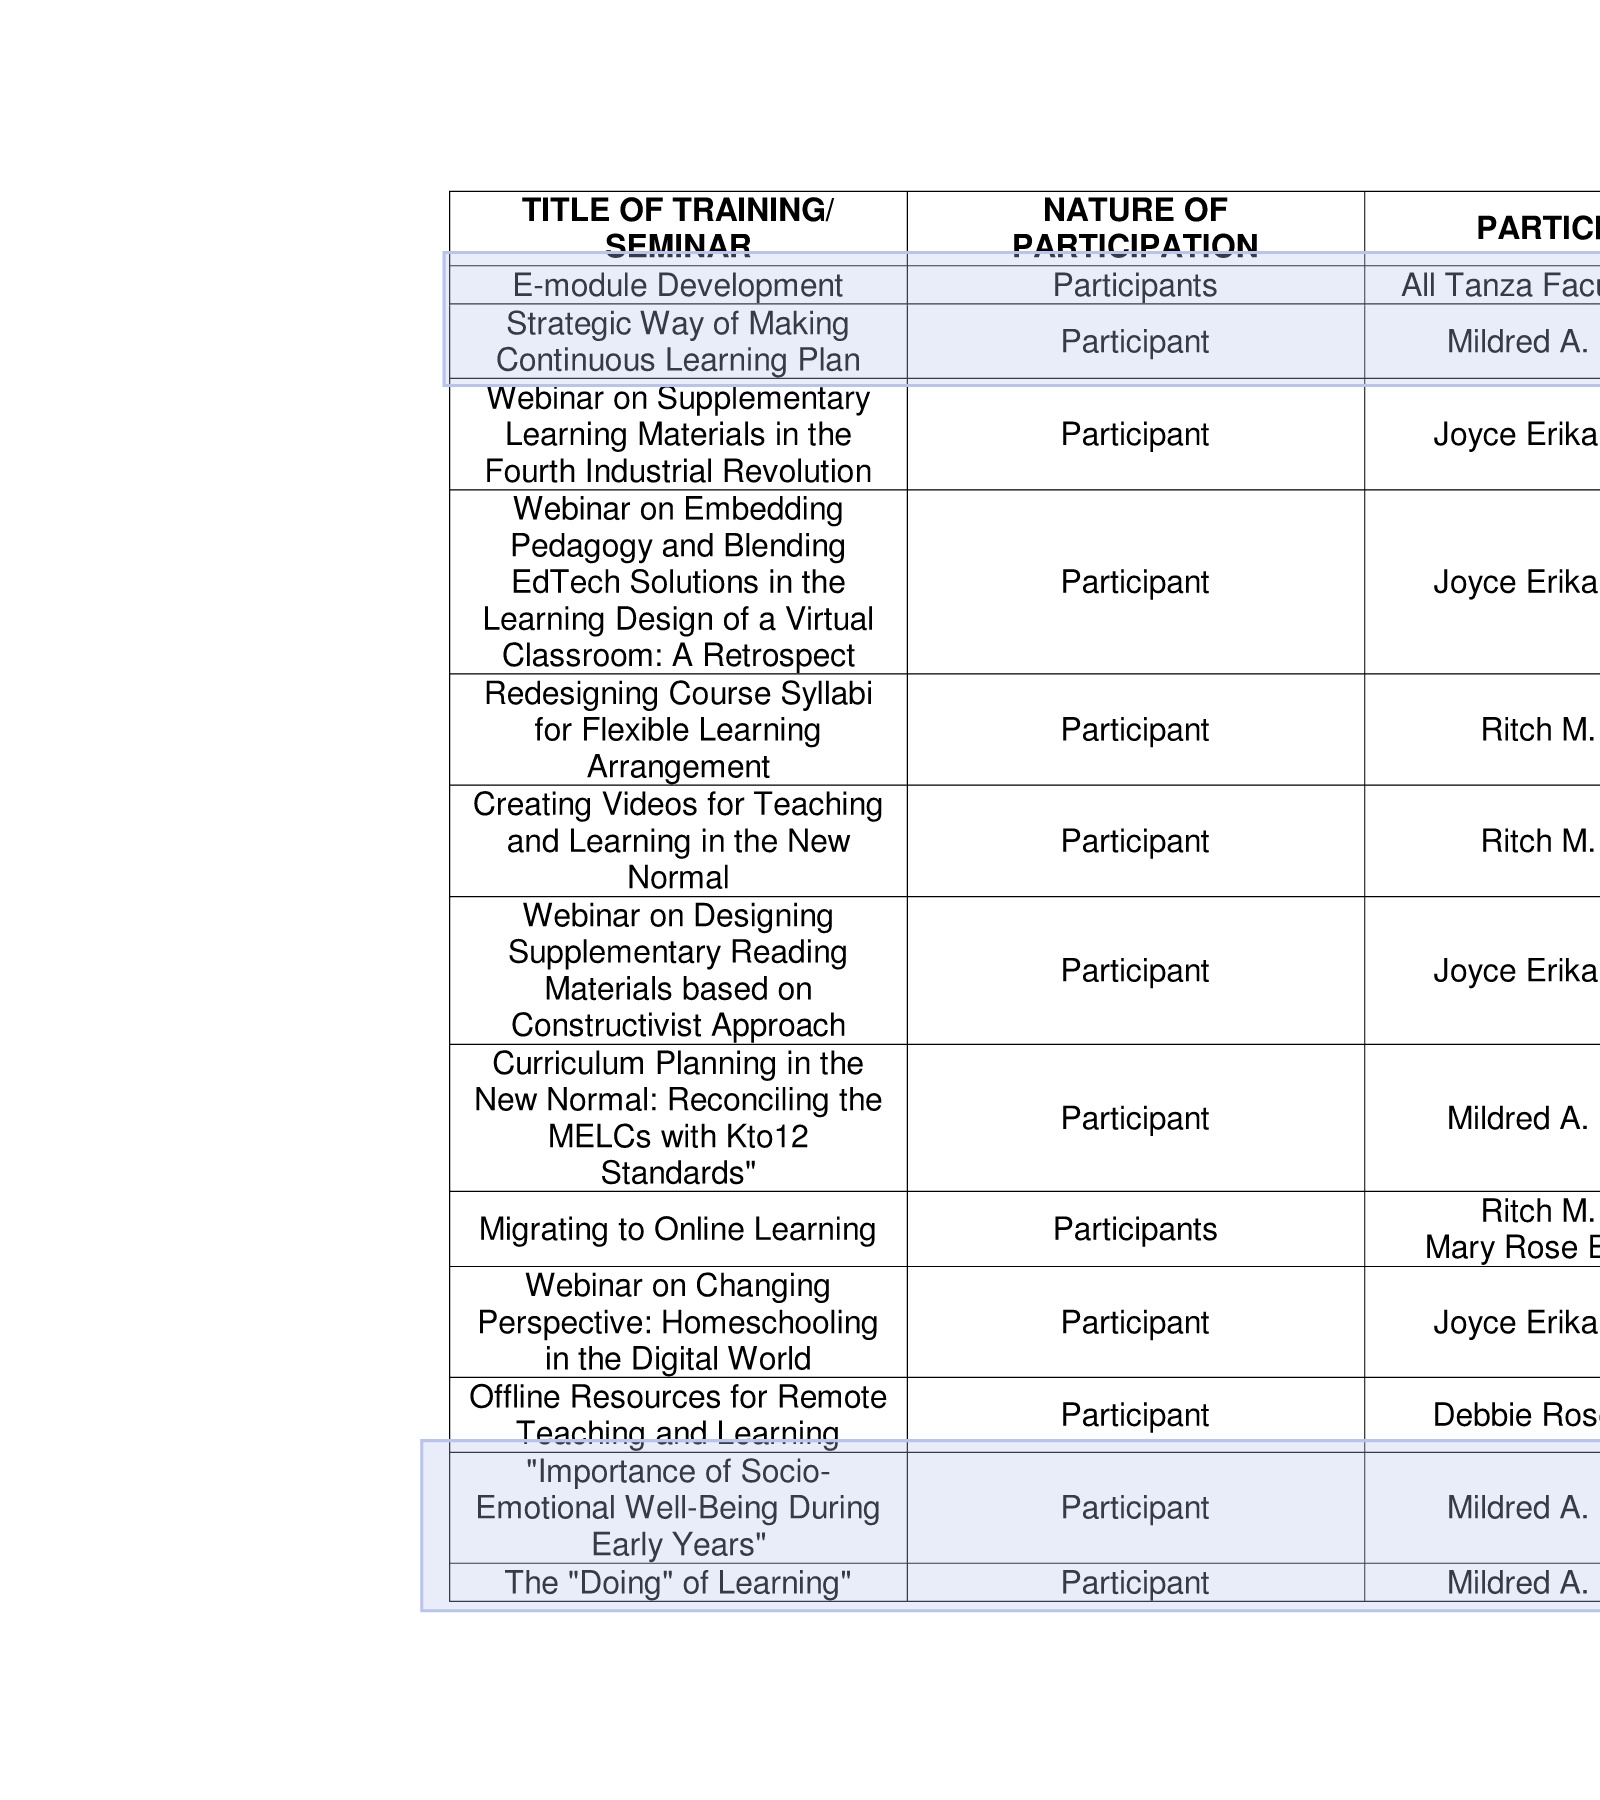 TITLE OF TRAINING/
SEMINAR
NATURE OF
PARTICIPATION
E-module Development
Participants
All Tanza
Strategic Way of Making
Continuous Learning Plan
Participant
Mildred A.
Webinar on Supplementary
Learning Materials in the
Fourth Industrial Revolution
Participant
Joyce Erika
Webinar on Embedding
Pedagogy and Blending
EdTech Solutions in the
Learning Design of a Virtual
Classroom: A Retrospect
Participant
Joyce Erika
Redesigning Course Syllabi
for Flexible Learning
Arrangement
Participant
Ritch M.
Creating Videos for Teaching
and Learning in the New
Normal
Participant
Ritch M.
Webinar on Designing
Supplementary Reading
Materials based on
Constructivist Approach
Participant
Joyce Erika
Curriculum Planning in the
New Normal: Reconciling the
MELCs with Kto12
Standards"
Participant
Mildred A.
Migrating to Online Learning
Participants
Ritch M.
Mary Rose
Webinar on Changing
Perspective: Homeschooling
in the Digital World
Participant
Joyce Erika
Offline Resources for Remote
Teaching and Learning
Participant
Debbie
"Importance of Socio-
Emotional Well-Being During
Early Years"
Participant
Mildred A.
The "Doing" of Learning"
Participant
Mildred A.